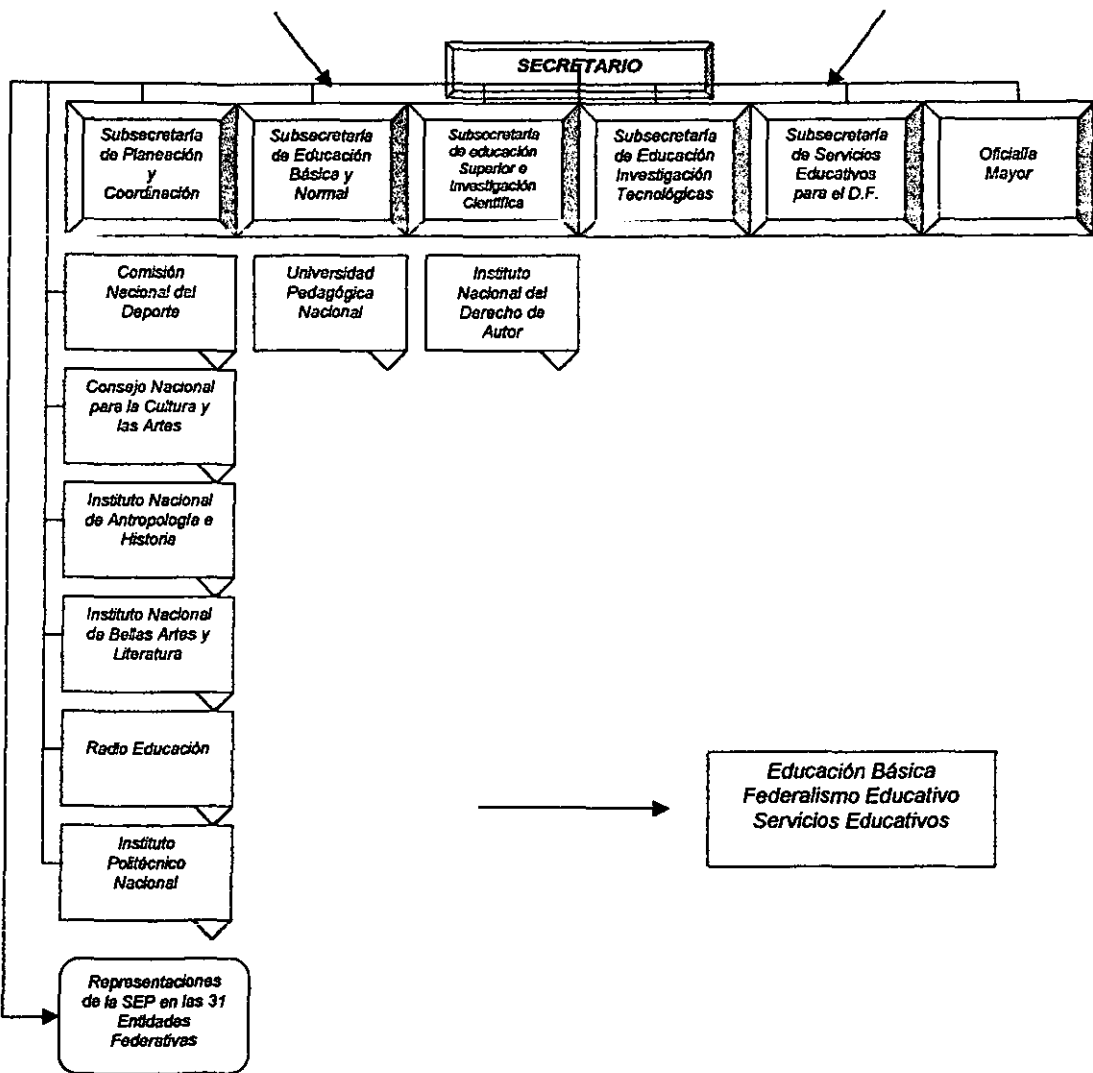 SECRETARIO
Subsecretaría
de Planeación
y
Coordinación
Subsecretaría
de Educación
Básica y
Normal
Subsecretaría
de educación
Superior e
Investigación
Científica
Subsecretaría
de Educación
Investigación
Tecnológicas
Subsecretaría
de Servicios
Educativos
para el D.F.
Oficialía
Mayor
Comisión
Nacional del
Deporte
Universidad
Pedagógica
Nacional
Instituto
Nacional del
Derecho de
Autor
Consejo Nacional
para la Cultura y
las Artes
Instituto Nacional
de Antropología e
Historia
Instituto Nacional
de Bellas Artes y
Literatura
Radio Educación
Instituto
Politécnico
Nacional
Educación Básica
Federalismo Educativo
Servicios Educativos
Representaciones
de la SEP en las 31
Entidades
Federativas